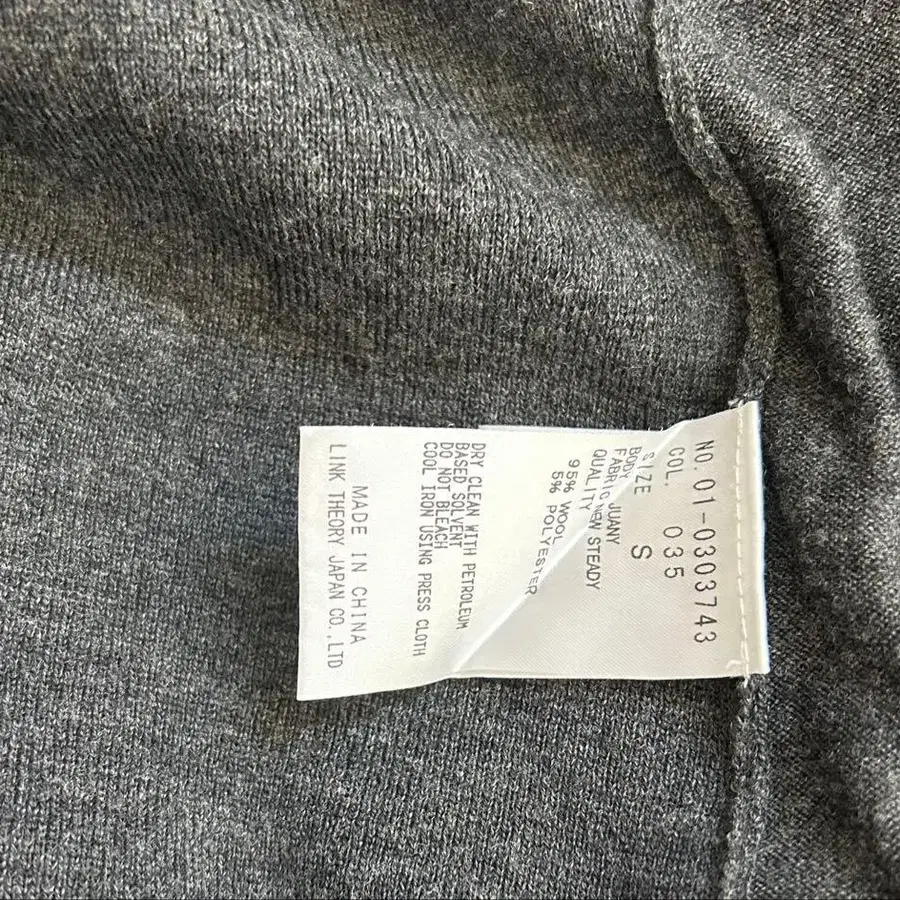 NO. 01-0303743
COL. 035
SIZE S
BODY JUANY
FABRIC NEW STEADY
QUALITY
95% WOOL
5% POLYESTER
DRY CLEAN WITH PETROLEUM
BASED SOLVENT
DO NOT BLEACH
COOL IRON USING PRESS CLOTH
MADE IN CHINA
LINK THEORY JAPAN CO.,LTD